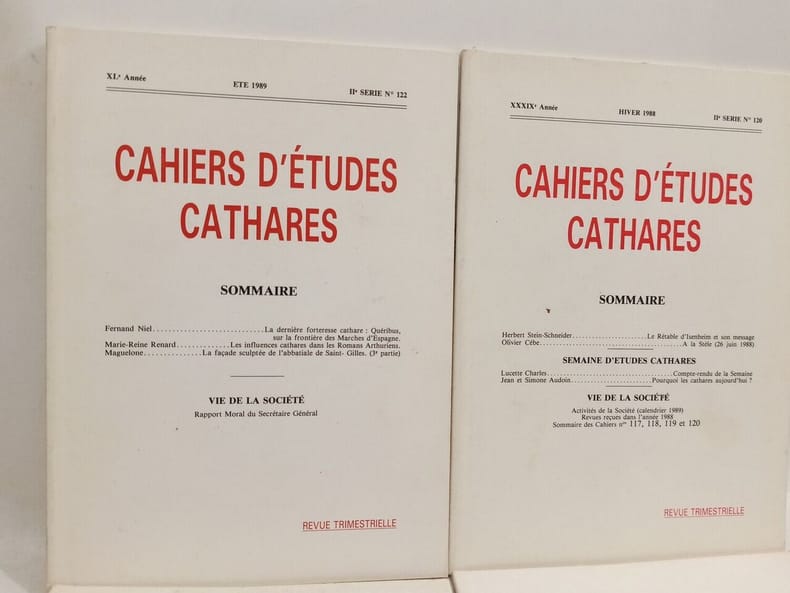 XLe Année ETE 1989 IIe SERIE N° 122
CAHIERS D'ÉTUDES
CATHARES
SOMMAIRE
Fernand Niel............................La dernière forteresse cathare : Quéribus,
sur la frontière des Marches d'Espagne.
Marie-Reine Renard.............Les influences cathares dans les Romans Arthuriens.
Maguelone...............La façade sculptée de l'abbatiale de Saint- Gilles. (3e partie)
VIE DE LA SOCIÉTÉ
Rapport Moral du Secrétaire Général
REVUE TRIMESTRIELLE
XXXIXe Année HIVER 1988 IIe SERIE N° 120
CAHIERS D'ÉTUDES
CATHARES
SOMMAIRE
Herbert Stein-Schneider....................Le Rétable d'Isenheim et son message
Olivier Cèbe......................................A la Stèle (26 juin 1988)
SEMAINE D'ETUDES CATHARES
Lucette Charles..................................Compte-rendu de la Semaine
Jean et Simone Audoin......................Pourquoi les cathares aujourd'hui ?
VIE DE LA SOCIÉTÉ
Activités de la Société (calendrier 1989)
Revues reçues dans l'année 1988
Sommaire des Cahiers nos 117, 118, 119 et 120
REVUE TRIMESTRIELLE